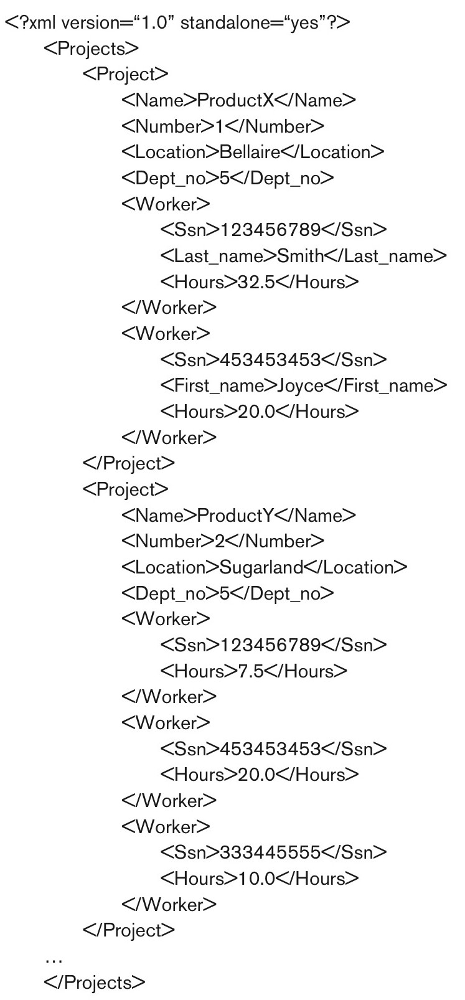 <?xml version=“1.0” standalone=“yes”?>
<Projects>
<Project>
<Name>ProductX</Name>
<Number>1</Number>
<Location>Bellaire</Location>
<Dept_no>5</Dept_no>
<Worker>
<Ssn>123456789</Ssn>
<Last_name>Smith</Last_name>
<Hours>32.5</Hours>
</Worker>
<Worker>
<Ssn>453453453</Ssn>
<First_name>Joyce</First_name>
<Hours>20.0</Hours>
</Worker>
</Project>
<Project>
<Name>ProductY</Name>
<Number>2</Number>
<Location>Sugarland</Location>
<Dept_no>5</Dept_no>
<Worker>
<Ssn>123456789</Ssn>
<Hours>7.5</Hours>
</Worker>
<Worker>
<Ssn>453453453</Ssn>
<Hours>20.0</Hours>
</Worker>
<Worker>
<Ssn>333445555</Ssn>
<Hours>10.0</Hours>
</Worker>
</Project>
...
</Projects>